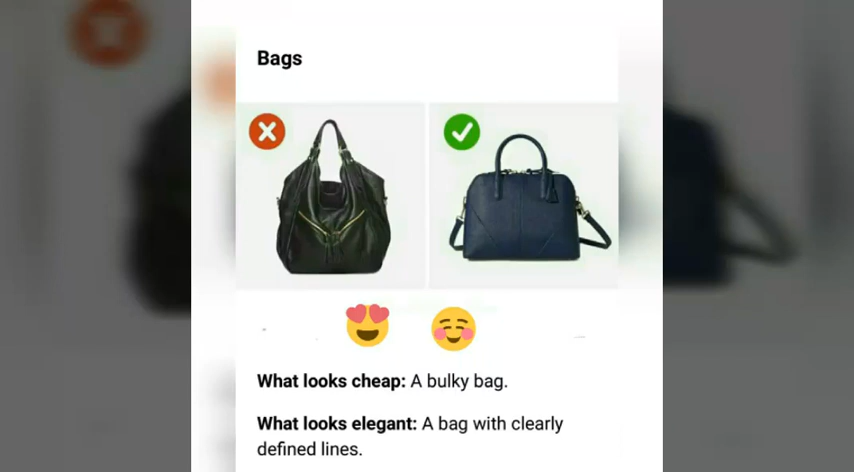 Bags
What looks cheap: A bulky bag.
What looks elegant: A bag with clearly
defined lines.